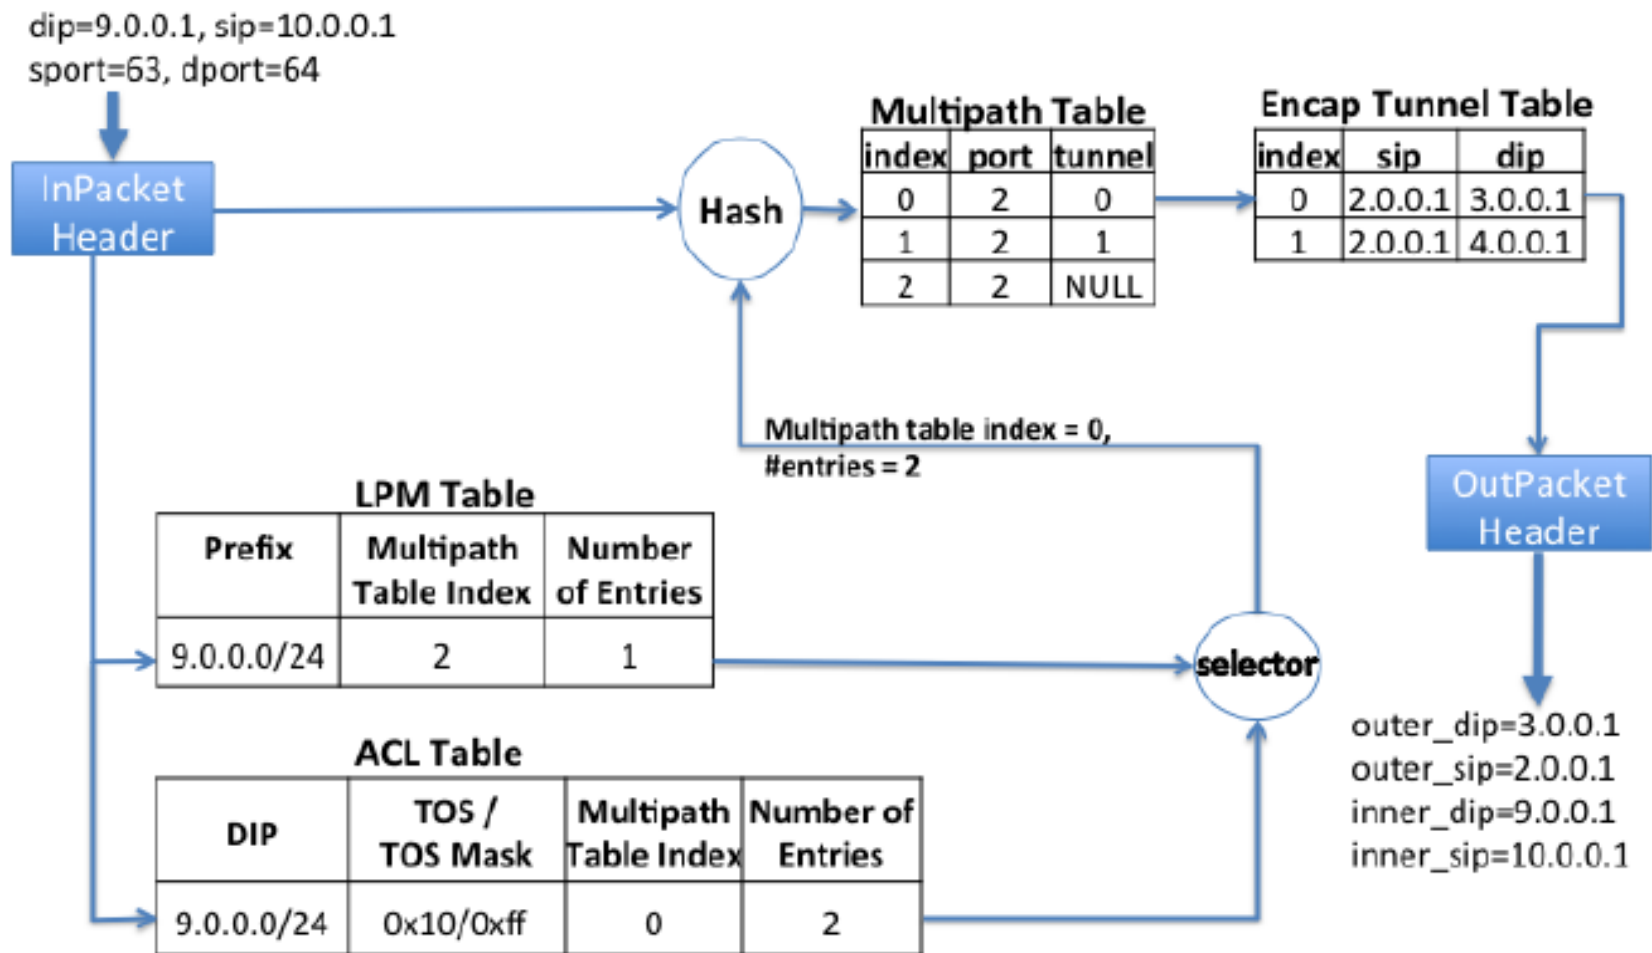 dip=9.0.0.1, sip=10.0.0.1
sport=63, dport=64
InPacket
Header
Hash
Multipath Table
index port tunnel
0 2 0
1 2 1
2 2 NULL
Encap Tunnel Table
index sip dip
0 2.0.0.1 3.0.0.1
1 2.0.0.1 4.0.0.1
Multipath table index = 0,
#entries = 2
LPM Table
Prefix Multipath Number
Table Index of Entries
9.0.0.0/24 2 1
selector
ACL Table
DIP TOS / Multipath Number of
TOS Mask Table Index Entries
9.0.0.0/24 0x10/0xff 0 2
OutPacket
Header
outer_dip=3.0.0.1
outer_sip=2.0.0.1
inner_dip=9.0.0.1
inner_sip=10.0.0.1